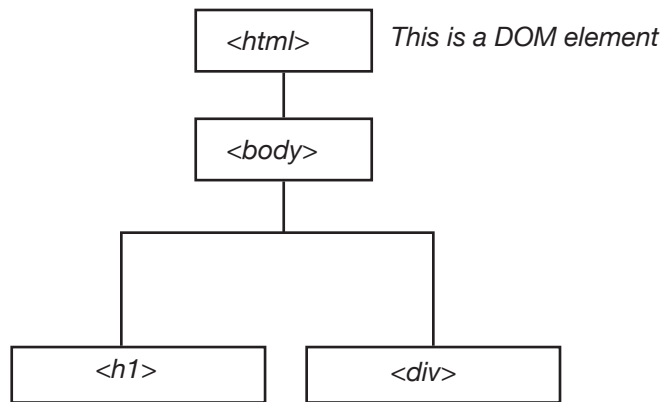 <html>
This is a DOM element
<body>
<h1>
<div>